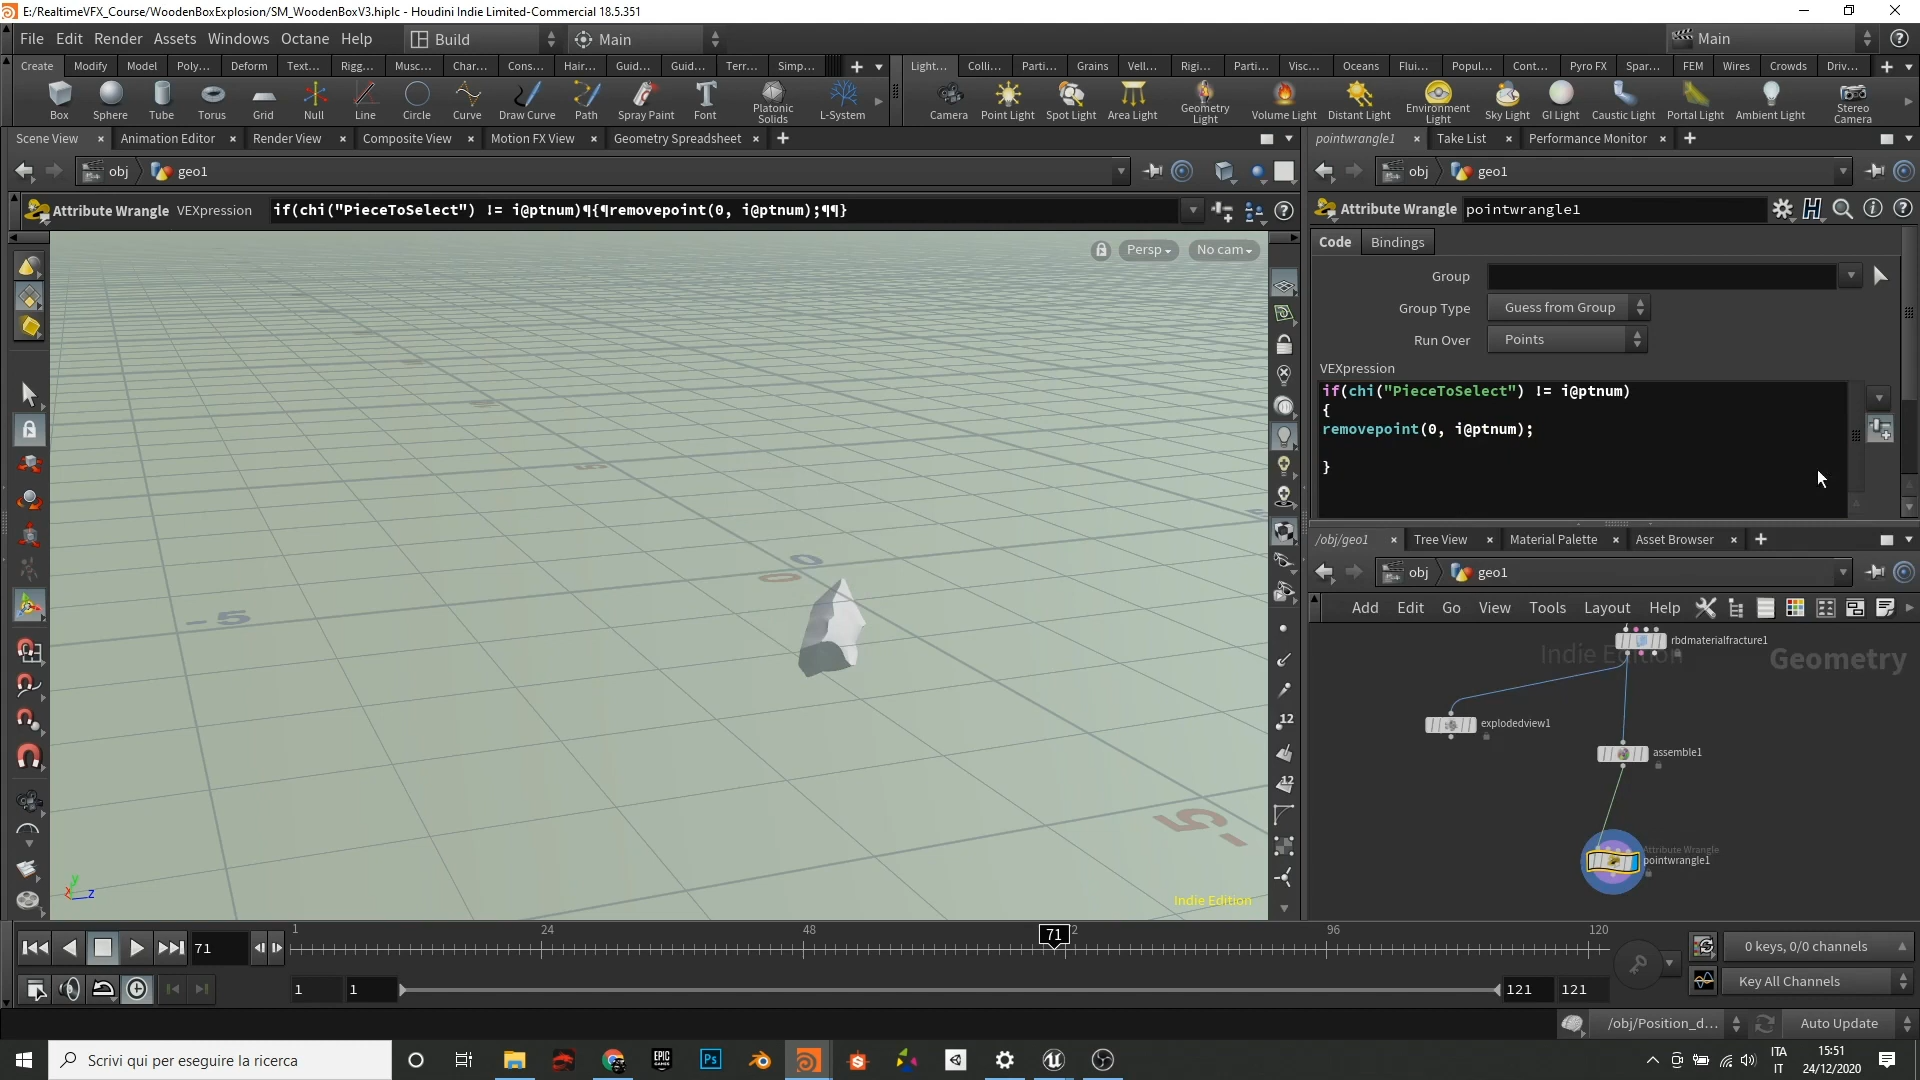 E:/RealtimeVFX_Course/WoodenBoxExplosion/SM_WoodenBoxV3.hiplc - Houdini Indie Limited-Commercial 18.5.351
File Edit Render Assets Windows Octane Help Build Main Main
Create Modify Model Poly... Deform Text... Rigg... Musc... Char... Cons... Hair... Guid... Guid... Terr... Simp... Light... Colli... Parti... Grains Vell... Rigi... Parti... Visc... Oceans Flui... Popul... Cont... Pyro FX Spar... FEM Wires Crowds Driv...
Box Sphere Tube Torus Grid Null Line Circle Curve Draw Curve Path Spray Paint Font Platonic Solids L-System Camera Point Light Spot Light Area Light Geometry Light Volume Light Distant Light Environment Light Sky Light GI Light Caustic Light Portal Light Ambient Light Stereo Camera
Scene View Animation Editor Render View Composite View Motion FX View Geometry Spreadsheet pointwrangle1 Take List Performance Monitor
obj geo1 obj geo1
Attribute Wrangle VEXpression if(chi("PieceToSelect") != i@ptnum)¶{¶removepoint(0, i@ptnum);¶¶} Attribute Wrangle pointwrangle1
Persp No cam
Code Bindings
Group
Group Type Guess from Group
Run Over Points
VEXpression
if(chi("PieceToSelect") != i@ptnum)
{
removepoint(0, i@ptnum);
}
/obj/geo1 Tree View Material Palette Asset Browser
obj geo1
Add Edit Go View Tools Layout Help
Indie Edition Geometry
rbdmaterialfracture1
explodedview1
assemble1
Attribute Wrangle
pointwrangle1
5
0 0
-5
-5
12
12
y
x z
Indie Edition
71 1 24 48 71 2 96 120 0 keys, 0/0 channels
1 1 121 121 Key All Channels
/obj/Position_d... Auto Update
Scrivi qui per eseguire la ricerca
EPIC GAMES
Ps
ITA
IT
15:51
24/12/2020